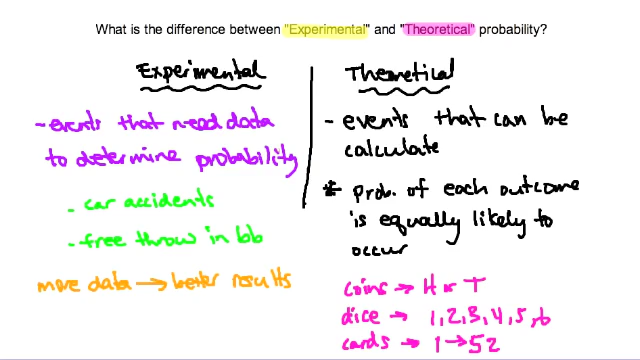 What is the difference between "Experimental" and "Theoretical" probability?
Experimental
- events that need data
to determine probability
- car accidents
- free throw in bb
more data → better results
Theoretical
- events that can be
calculate
* prob. of each outcome
is equally likely to
occur
coins → H or T
dice → 1, 2, 3, 4, 5, 6
cards → 1 → 52